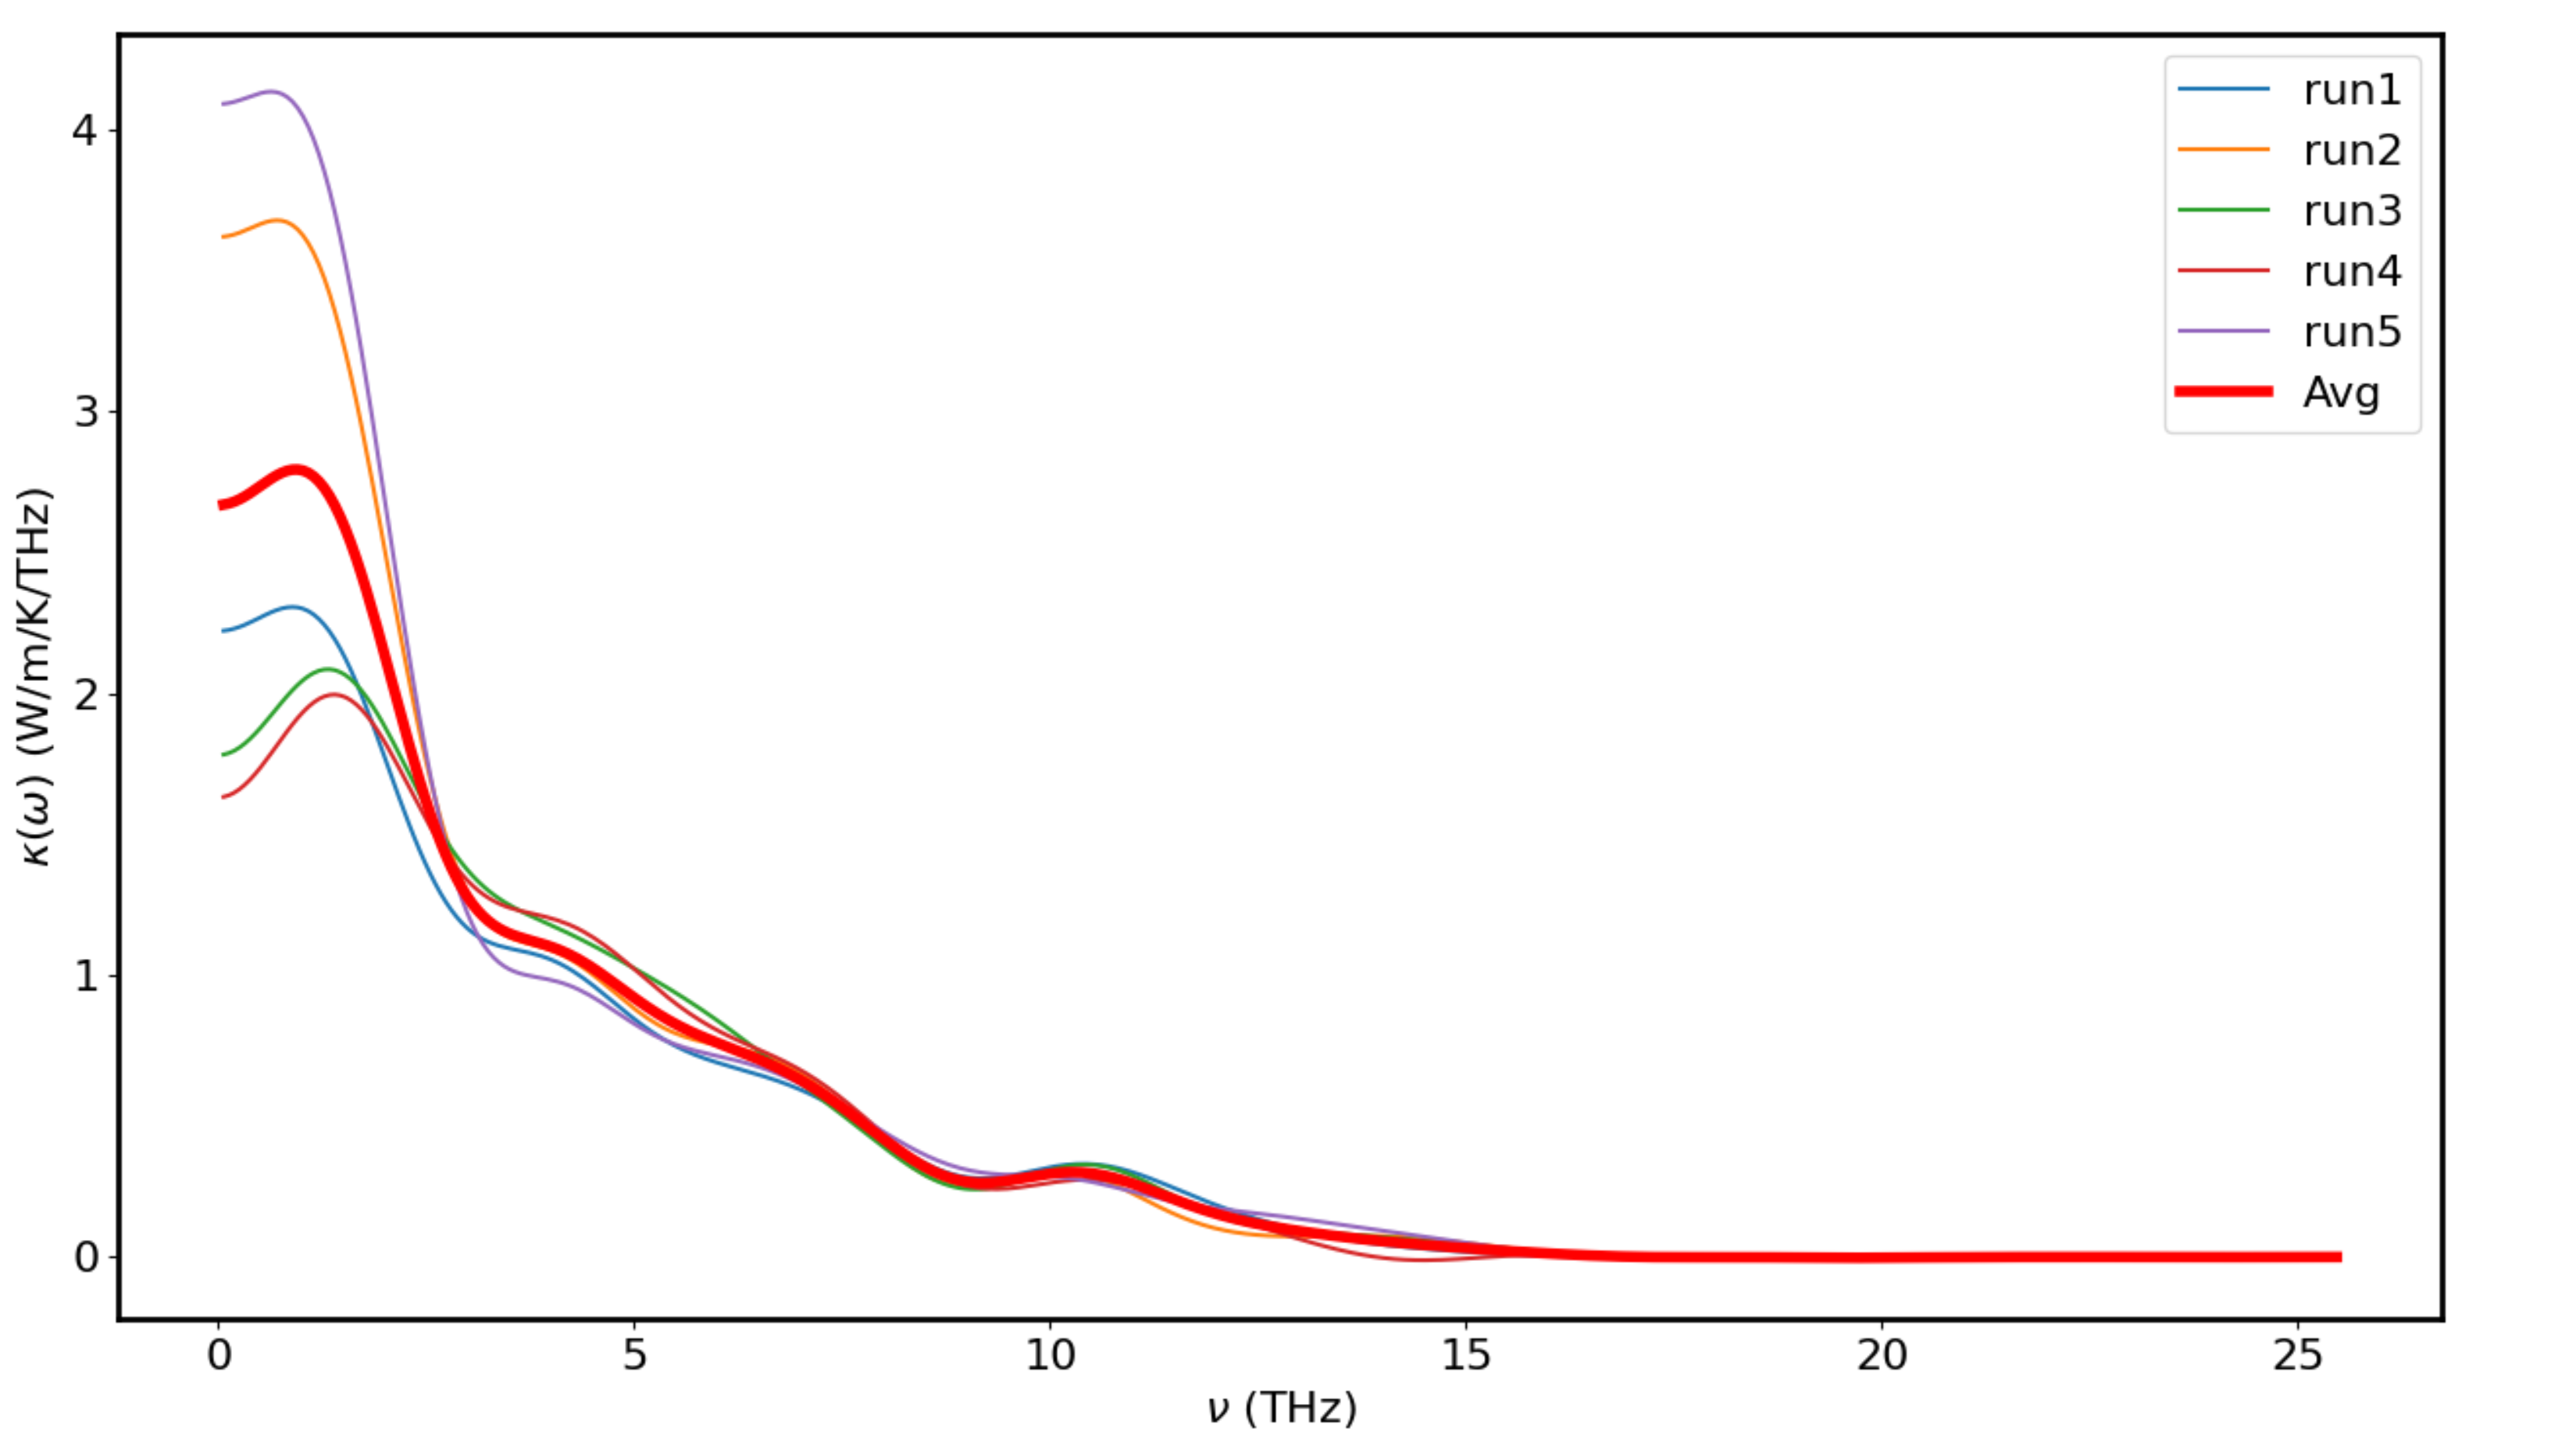 κ(ω) (W/m/K/THz)
4
3
2
1
0
0 5 10 15 20 25
ν (THz)
run1
run2
run3
run4
run5
Avg